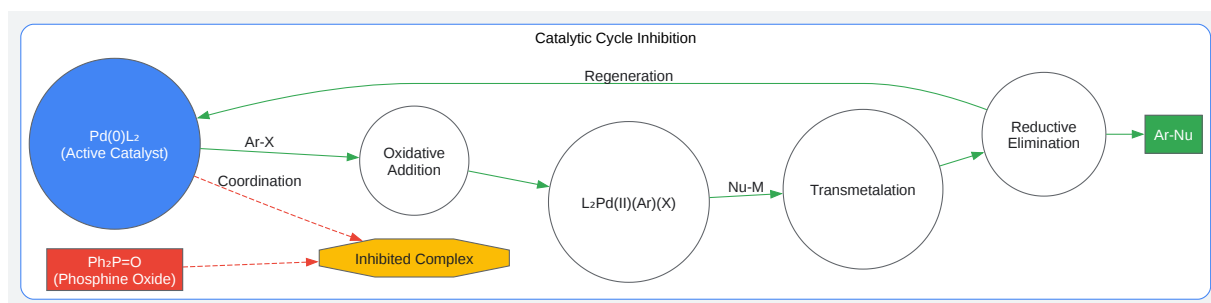 Catalytic Cycle Inhibition
Regeneration
Pd(0)L₂
(Active Catalyst)
Ar-X
Oxidative
Addition
Coordination
L₂Pd(II)(Ar)(X)
Nu-M
Transmetalation
Reductive
Elimination
Ar-Nu
Ph₂P=O
(Phosphine Oxide)
Inhibited Complex